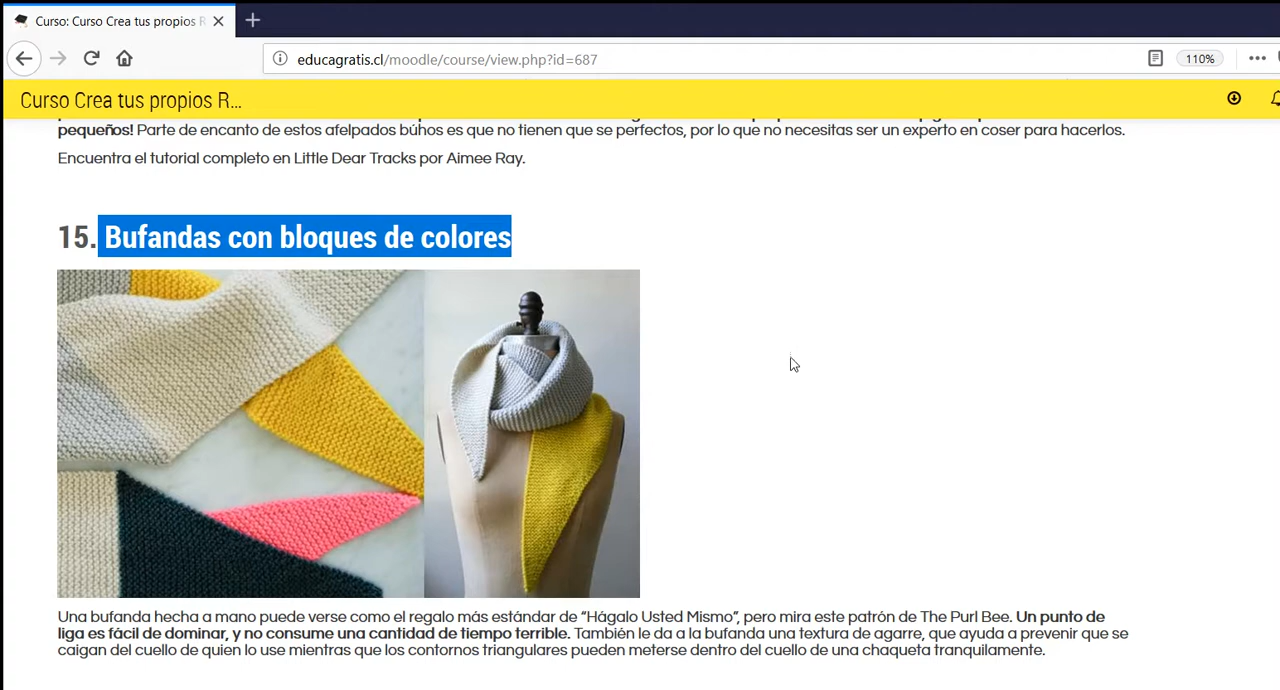 Curso: Curso Crea tus propios R
educagratis.cl/moodle/course/view.php?id=687
110%
Curso Crea tus propios R...
pequeños! Parte de encanto de estos afelpados búhos es que no tienen que se perfectos, por lo que no necesitas ser un experto en coser para hacerlos.
Encuentra el tutorial completo en Little Dear Tracks por Aimee Ray.
15. Bufandas con bloques de colores
Una bufanda hecha a mano puede verse como el regalo más estándar de “Hágalo Usted Mismo”, pero mira este patrón de The Purl Bee. Un punto de
liga es fácil de dominar, y no consume una cantidad de tiempo terrible. También le da a la bufanda una textura de agarre, que ayuda a prevenir que se
caigan del cuello de quien lo use mientras que los contornos triangulares pueden meterse dentro del cuello de una chaqueta tranquilamente.